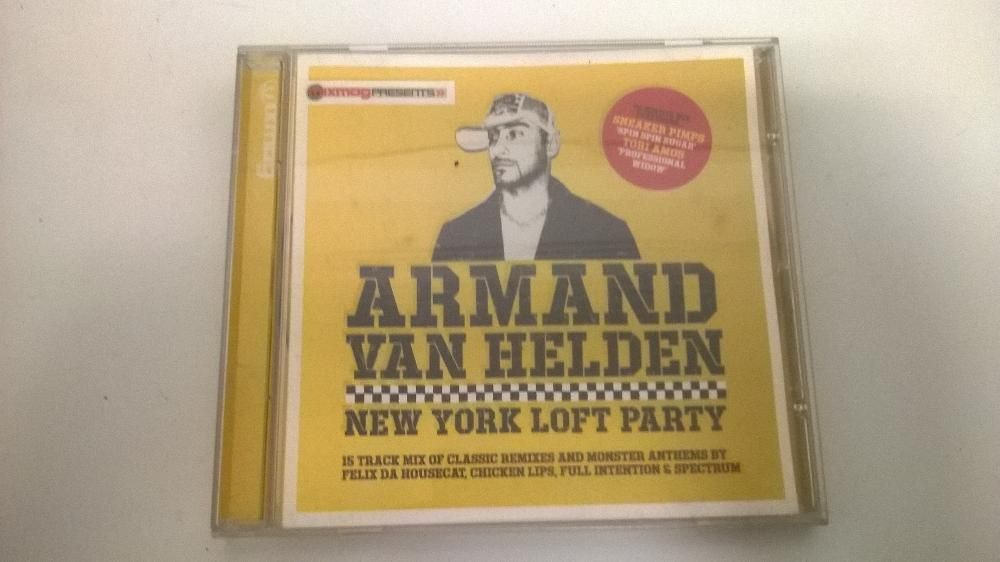 mixmag PRESENTS»
SNEAKER PIMPS
'SPIN SPIN SUGAR'
TORI AMOS
'PROFESSIONAL
WIDOW'
ARMAND
VAN HELDEN
NEW YORK LOFT PARTY
15 TRACK MIX OF CLASSIC REMIXES AND MONSTER ANTHEMS BY
FELIX DA HOUSECAT, CHICKEN LIPS, FULL INTENTION & SPECTRUM